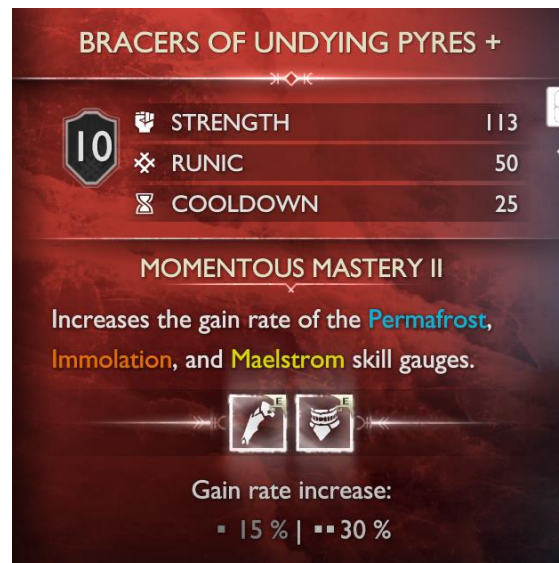 BRACERS OF UNDYING PYRES +
10
STRENGTH 113
RUNIC 50
COOLDOWN 25
MOMENTOUS MASTERY II
Increases the gain rate of the Permafrost,
Immolation, and Maelstrom skill gauges.
E E
Gain rate increase:
▪ 15 % | ▪▪ 30 %